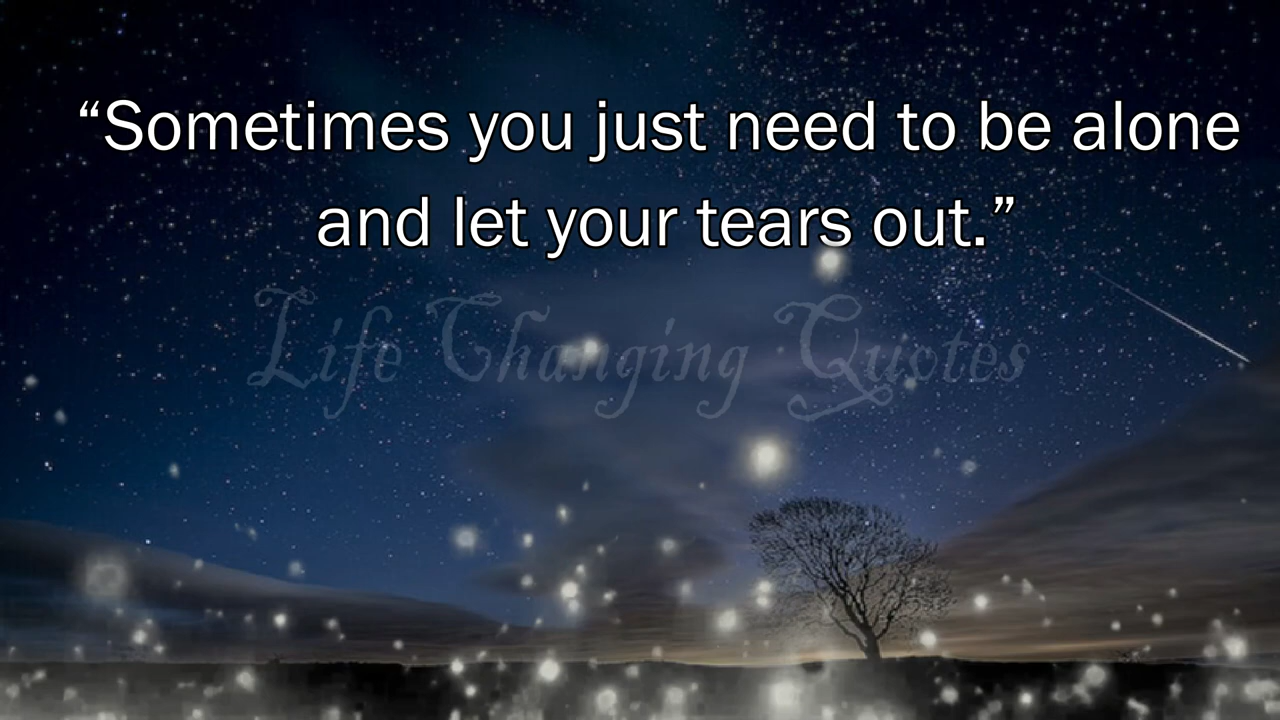 “Sometimes you just need to be alone
and let your tears out.”
Life Changing Quotes